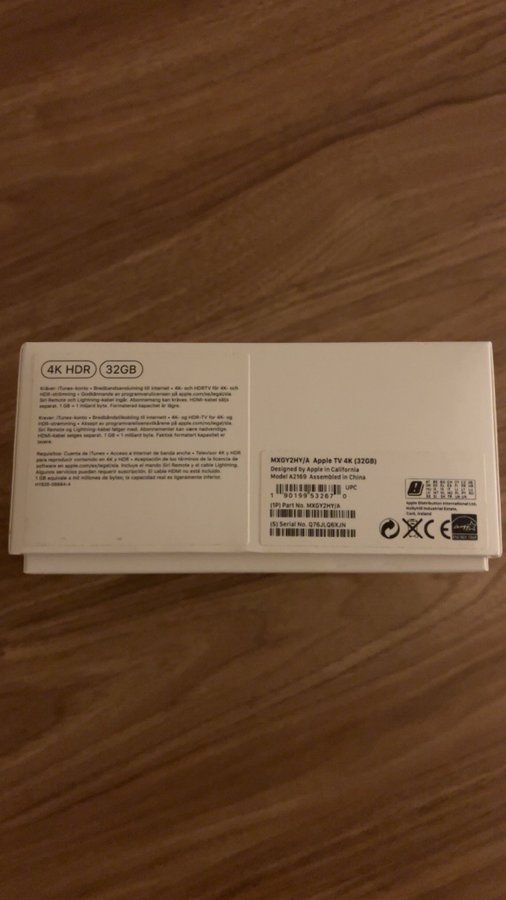 4K HDR 32GB
Kräver: iTunes-konto • Bredbandsanslutning till internet • 4K- och HDRTV för 4K- och
HDR-strömning • Godkännande av programvarulicensen på apple.com/se/legal/sla.
Siri Remote och Lightning-kabel ingår. Abonnemang kan krävas. HDMI-kabel säljs
separat. 1 GB = 1 miljard byte. Formaterad kapacitet är lägre.
Krever: iTunes-konto • Bredbåndstilkobling til internett • 4K- og HDR-TV for 4K- og
HDR-strømming • Aksept av programvarelisensen på apple.com/no/legal/sla.
Siri Remote og Lightning-kabel følger med. Abonnementer kan være nødvendige.
HDMI-kabel selges separat. 1 GB = 1 milliard byte. Faktisk formatert kapasitet er
lavere.
Requisitos: Cuenta de iTunes • Acceso a Internet de banda ancha • Televisor 4K y HDR
para reproducir contenido en 4K y HDR • Aceptación de los términos de la licencia de
software en apple.com/es/legal/sla. Incluye el mando Siri Remote y el cable Lightning.
Algunos servicios pueden requerir suscripción. El cable HDMI no está incluido.
1 GB equivale a mil millones de bytes; la capacidad real es ligeramente inferior.
MXGY2HY/A Apple TV 4K (32GB)
Designed by Apple in California
Model A2169 Assembled in China
UPC
1 90199 53267 0
(1P) Part No. MXGY2HY/A
(S) Serial No. Q76JLQ6XJN
Apple Distribution International Ltd.
Hollyhill Industrial Estate,
Cork, Ireland
CE